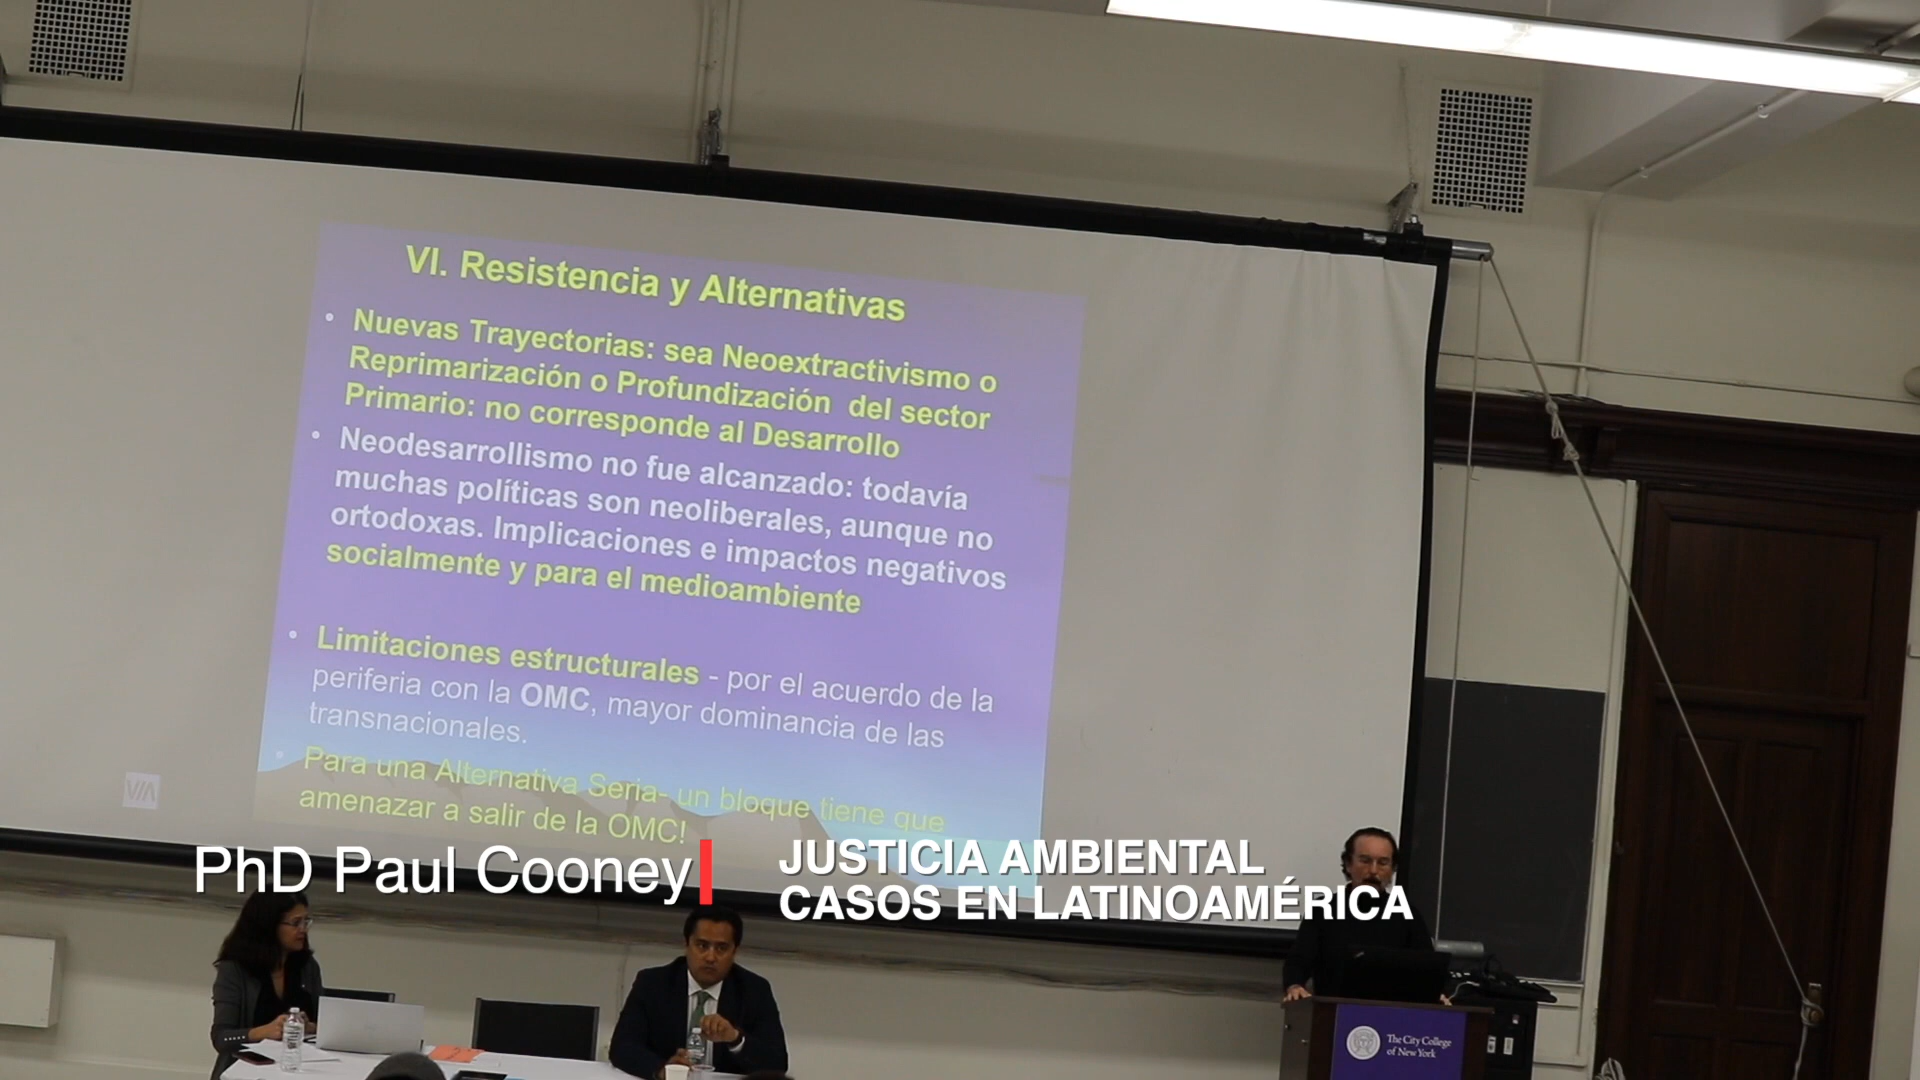 VI. Resistencia y Alternativas
• Nuevas Trayectorias: sea Neoextractivismo o
Reprimarización o Profundización del sector
Primario: no corresponde al Desarrollo
• Neodesarrollismo no fue alcanzado: todavía
muchas políticas son neoliberales, aunque no
ortodoxas. Implicaciones e impactos negativos
socialmente y para el medioambiente
• Limitaciones estructurales - por el acuerdo de la
periferia con la OMC, mayor dominancia de las
transnacionales.
• Para una Alternativa Seria- un bloque tiene que
amenazar a salir de la OMC!
VIA
PhD Paul Cooney
JUSTICIA AMBIENTAL
CASOS EN LATINOAMÉRICA
The City College
of New York